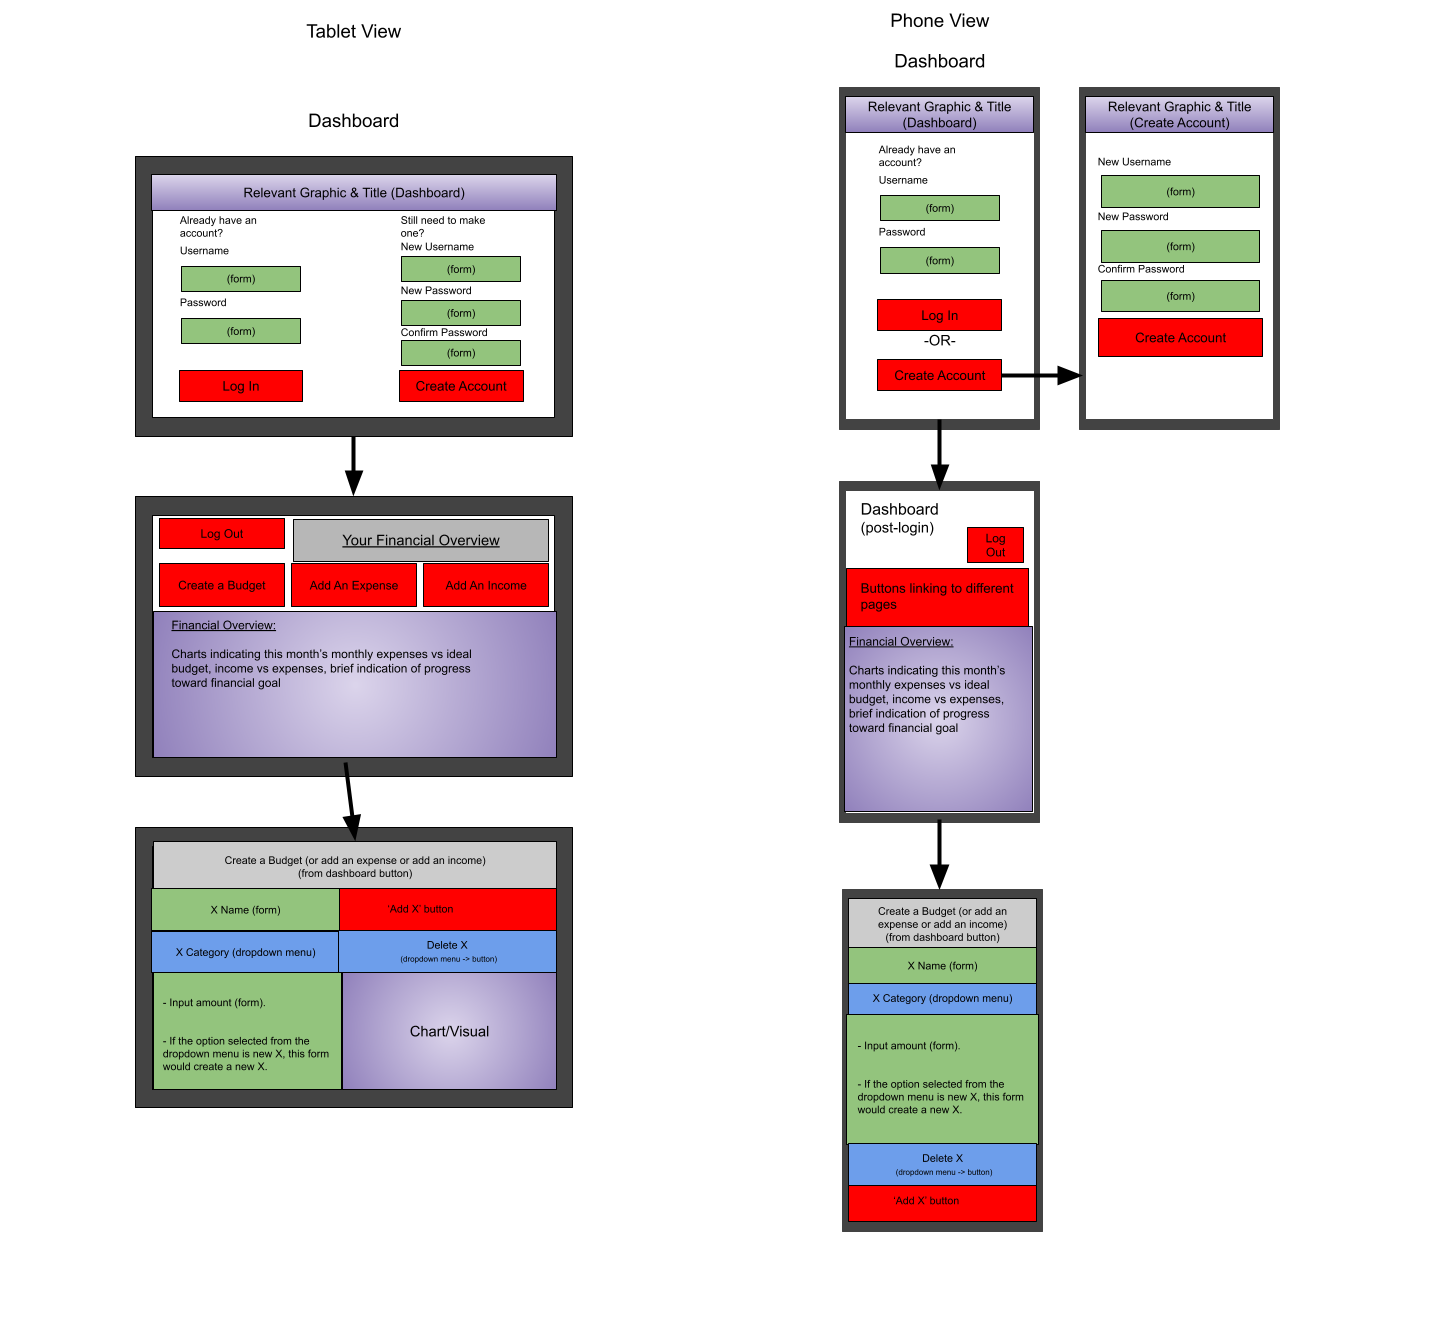 Tablet View
Dashboard
Relevant Graphic & Title (Dashboard)
Already have an
account?
Username
(form)
Password
(form)
Log In
Still need to make
one?
New Username
(form)
New Password
(form)
Confirm Password
(form)
Create Account
Log Out
Your Financial Overview
Create a Budget
Add An Expense
Add An Income
Financial Overview:
Charts indicating this month's monthly expenses vs ideal
budget, income vs expenses, brief indication of progress
toward financial goal
Create a Budget (or add an expense or add an income)
(from dashboard button)
X Name (form)
'Add X' button
X Category (dropdown menu)
Delete X
(dropdown menu -> button)
- Input amount (form).
- If the option selected from the
dropdown menu is new X, this form
would create a new X.
Chart/Visual
Phone View
Dashboard
Relevant Graphic & Title
(Dashboard)
Already have an
account?
Username
(form)
Password
(form)
Log In
-OR-
Create Account
Relevant Graphic & Title
(Create Account)
New Username
(form)
New Password
(form)
Confirm Password
(form)
Create Account
Dashboard
(post-login)
Log
Out
Buttons linking to different
pages
Financial Overview:
Charts indicating this month's
monthly expenses vs ideal
budget, income vs expenses,
brief indication of progress
toward financial goal
Create a Budget (or add an
expense or add an income)
(from dashboard button)
X Name (form)
X Category (dropdown menu)
- Input amount (form).
- If the option selected from the
dropdown menu is new X, this form
would create a new X.
Delete X
(dropdown menu -> button)
'Add X' button